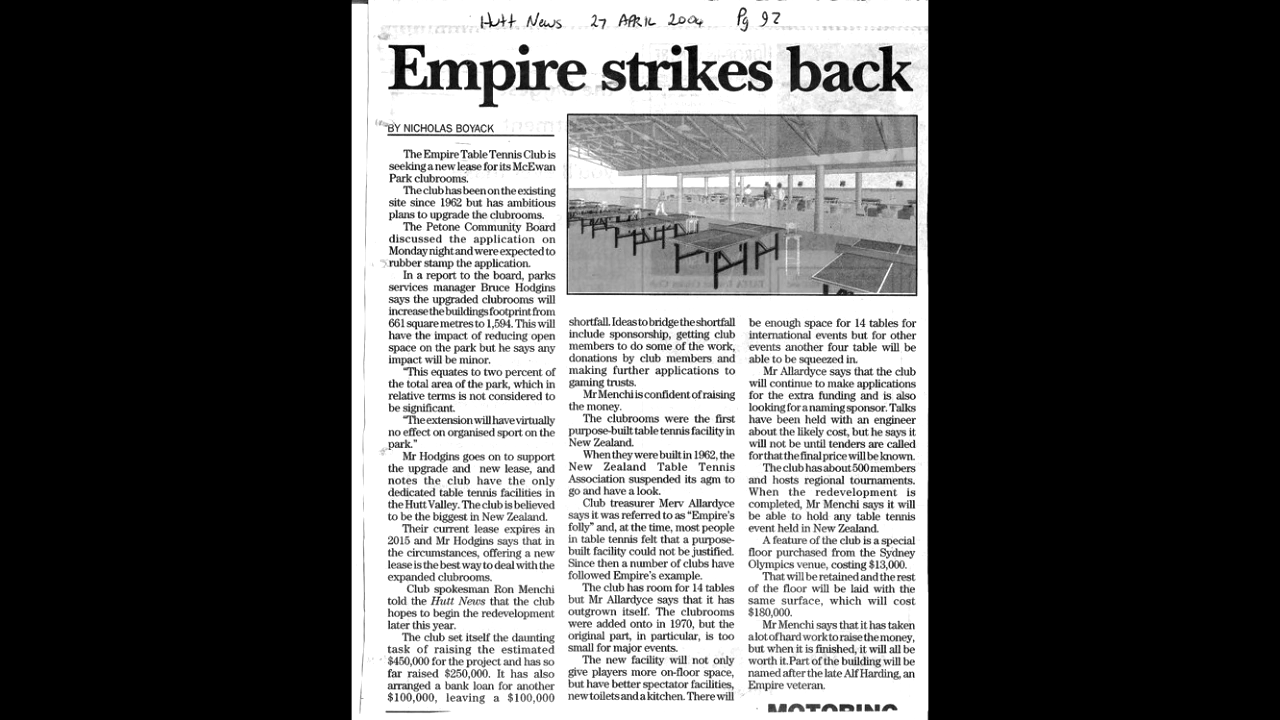 Hutt News 27 APRIL 2004 Pg 92
Empire strikes back
BY NICHOLAS BOYACK
The Empire Table Tennis Club is
seeking a new lease for its McEwan
Park clubrooms.
The club has been on the existing
site since 1962 but has ambitious
plans to upgrade the clubrooms.
The Petone Community Board
discussed the application on
Monday night and were expected to
rubber stamp the application.
In a report to the board, parks
services manager Bruce Hodgins
says the upgraded clubrooms will
increase the buildings footprint from
661 square metres to 1,594. This will
have the impact of reducing open
space on the park but he says any
impact will be minor.
"This equates to two percent of
the total area of the park, which in
relative terms is not considered to
be significant.
"The extension will have virtually
no effect on organised sport on the
park."
Mr Hodgins goes on to support
the upgrade and new lease, and
notes the club have the only
dedicated table tennis facilities in
the Hutt Valley. The club is believed
to be the biggest in New Zealand.
Their current lease expires in
2015 and Mr Hodgins says that in
the circumstances, offering a new
lease is the best way to deal with the
expanded clubrooms.
Club spokesman Ron Menchi
told the Hutt News that the club
hopes to begin the redevelopment
later this year.
The club set itself the daunting
task of raising the estimated
$450,000 for the project and has so
far raised $250,000. It has also
arranged a bank loan for another
$100,000, leaving a $100,000
shortfall. Ideas to bridge the shortfall
include sponsorship, getting club
members to do some of the work,
donations by club members and
making further applications to
gaming trusts.
Mr Menchi is confident of raising
the money.
The clubrooms were the first
purpose-built table tennis facility in
New Zealand.
When they were built in 1962, the
New Zealand Table Tennis
Association suspended its agm to
go and have a look.
Club treasurer Merv Allardyce
says it was referred to as "Empire's
folly" and, at the time, most people
in table tennis felt that a purpose-
built facility could not be justified.
Since then a number of clubs have
followed Empire's example.
The club has room for 14 tables
but Mr Allardyce says that it has
outgrown itself. The clubrooms
were added onto in 1970, but the
original part, in particular, is too
small for major events.
The new facility will not only
give players more on-floor space,
but have better spectator facilities,
new toilets and a kitchen. There will
be enough space for 14 tables for
international events but for other
events another four table will be
able to be squeezed in.
Mr Allardyce says that the club
will continue to make applications
for the extra funding and is also
looking for a naming sponsor. Talks
have been held with an engineer
about the likely cost, but he says it
will not be until tenders are called
for that the final price will be known.
The club has about 500 members
and hosts regional tournaments.
When the redevelopment is
completed, Mr Menchi says it will
be able to hold any table tennis
event held in New Zealand.
A feature of the club is a special
floor purchased from the Sydney
Olympics venue, costing $13,000.
That will be retained and the rest
of the floor will be laid with the
same surface, which will cost
$180,000.
Mr Menchi says that it has taken
a lot of hard work to raise the money,
but when it is finished, it will all be
worth it. Part of the building will be
named after the late Alf Harding, an
Empire veteran.
MOTORING